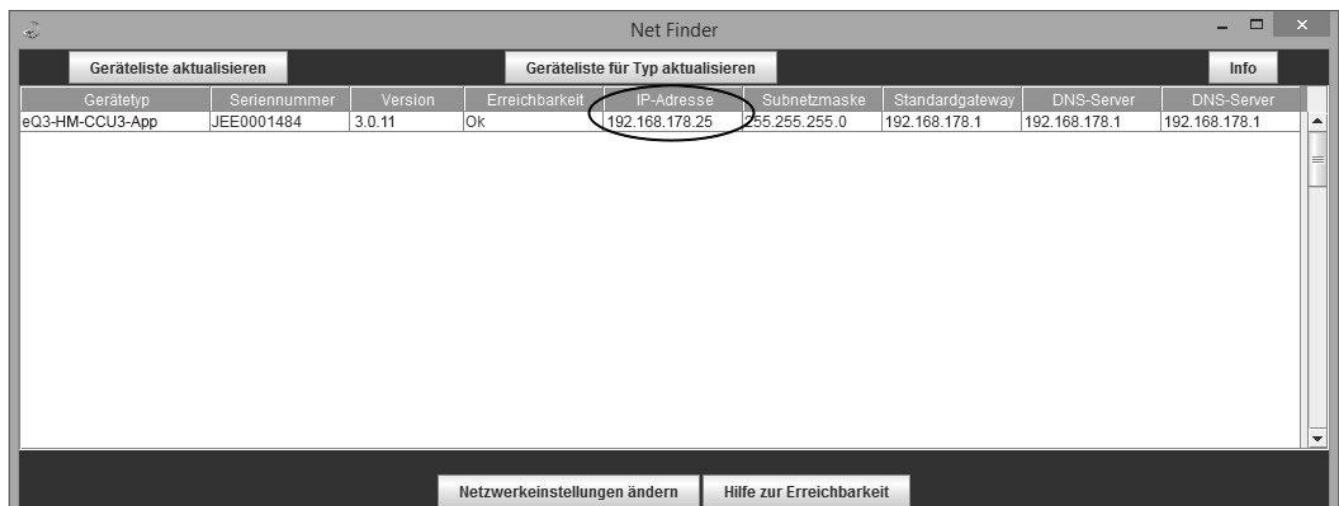 Net Finder
Geräteliste aktualisieren Geräteliste für Typ aktualisieren Info
Gerätetyp Seriennummer Version Erreichbarkeit IP-Adresse Subnetzmaske Standardgateway DNS-Server DNS-Server
eQ3-HM-CCU3-App JEE0001484 3.0.11 Ok 192.168.178.25 255.255.255.0 192.168.178.1 192.168.178.1 192.168.178.1
Netzwerkeinstellungen ändern Hilfe zur Erreichbarkeit